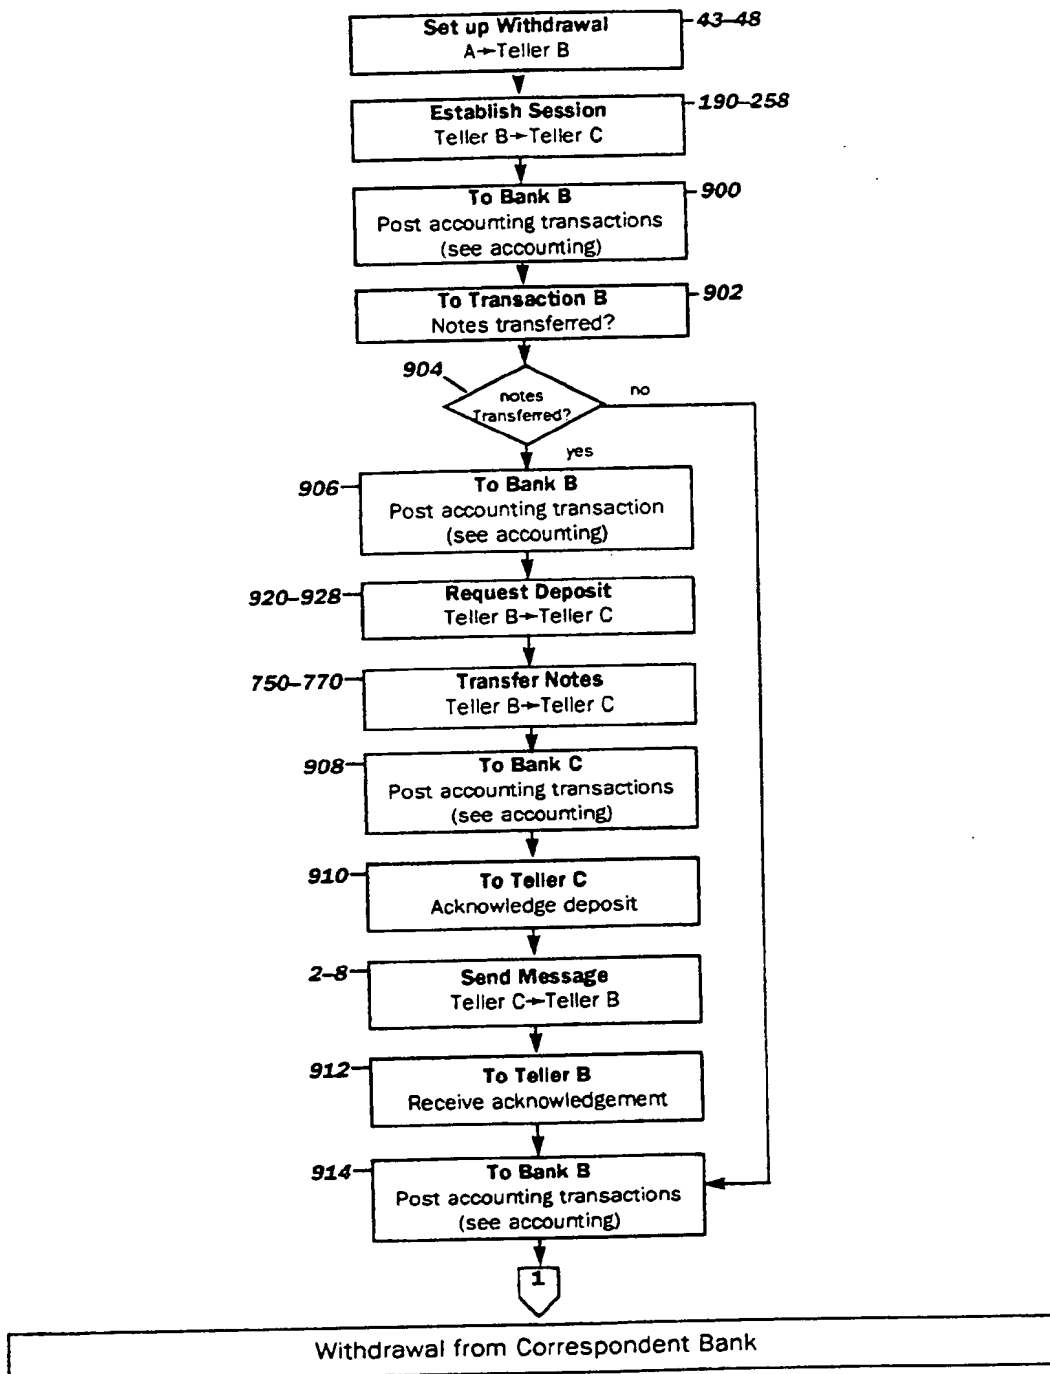 Set up Withdrawal
A→Teller B
43–48
Establish Session
Teller B→Teller C
190–258
To Bank B
Post accounting transactions
(see accounting)
900
To Transaction B
Notes transferred?
902
904
notes
Transferred?
no
yes
906
To Bank B
Post accounting transaction
(see accounting)
920–928
Request Deposit
Teller B→Teller C
750–770
Transfer Notes
Teller B→Teller C
908
To Bank C
Post accounting transactions
(see accounting)
910
To Teller C
Acknowledge deposit
2–8
Send Message
Teller C→Teller B
912
To Teller B
Receive acknowledgement
914
To Bank B
Post accounting transactions
(see accounting)
1
Withdrawal from Correspondent Bank